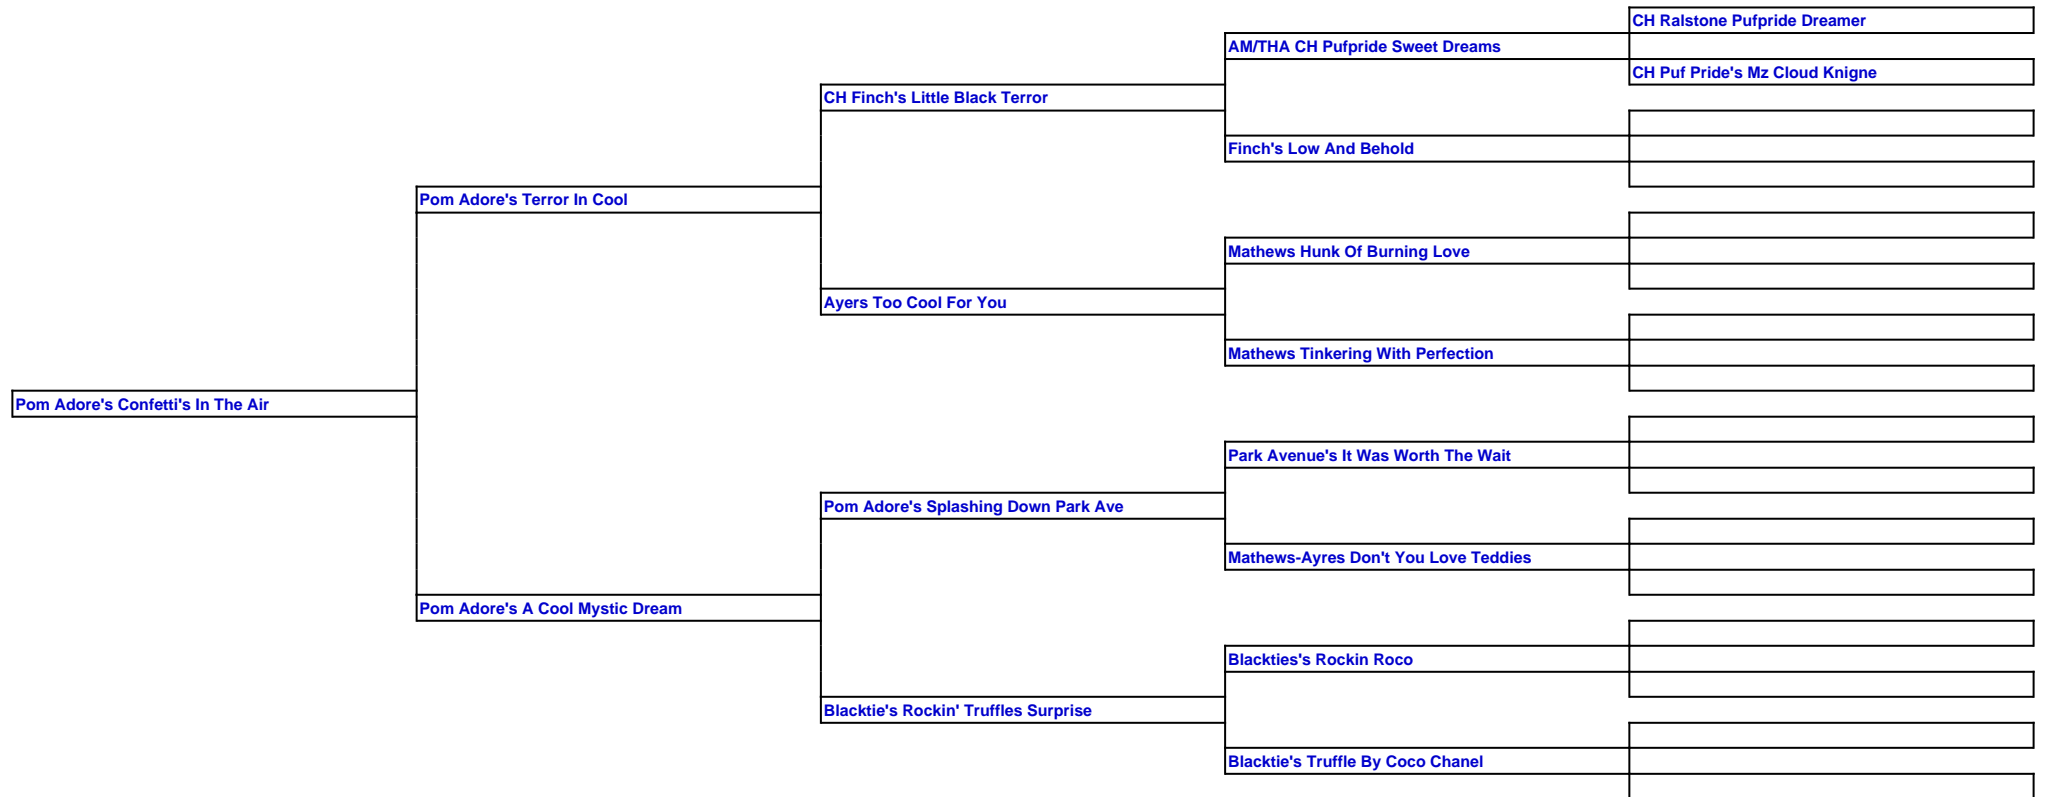 CH Ralstone Pufpride Dreamer
AM/THA CH Pufpride Sweet Dreams
CH Puf Pride's Mz Cloud Knigne
CH Finch's Little Black Terror
Finch's Low And Behold
Pom Adore's Terror In Cool
Mathews Hunk Of Burning Love
Ayers Too Cool For You
Mathews Tinkering With Perfection
Pom Adore's Confetti's In The Air
Park Avenue's It Was Worth The Wait
Pom Adore's Splashing Down Park Ave
Mathews-Ayres Don't You Love Teddies
Pom Adore's A Cool Mystic Dream
Blackties's Rockin Roco
Blacktie's Rockin' Truffles Surprise
Blacktie's Truffle By Coco Chanel